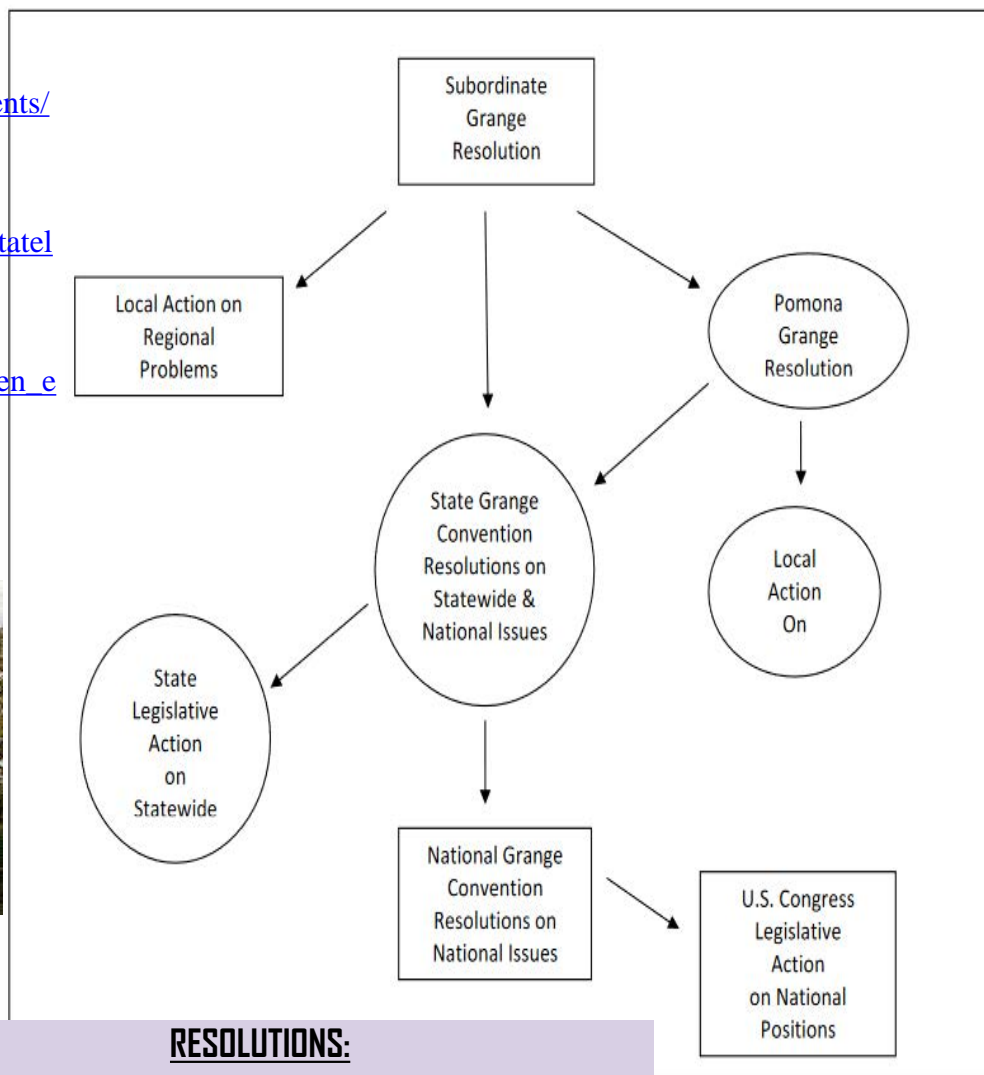 ents/
tatel
en_e
Subordinate
Grange
Resolution
Local Action on
Regional
Problems
Pomona
Grange
Resolution
State Grange
Convention
Resolutions on
Statewide &
National Issues
Local
Action
On
State
Legislative
Action
on
Statewide
National Grange
Convention
Resolutions on
National Issues
U.S. Congress
Legislative
Action
on National
Positions
RESOLUTIONS: